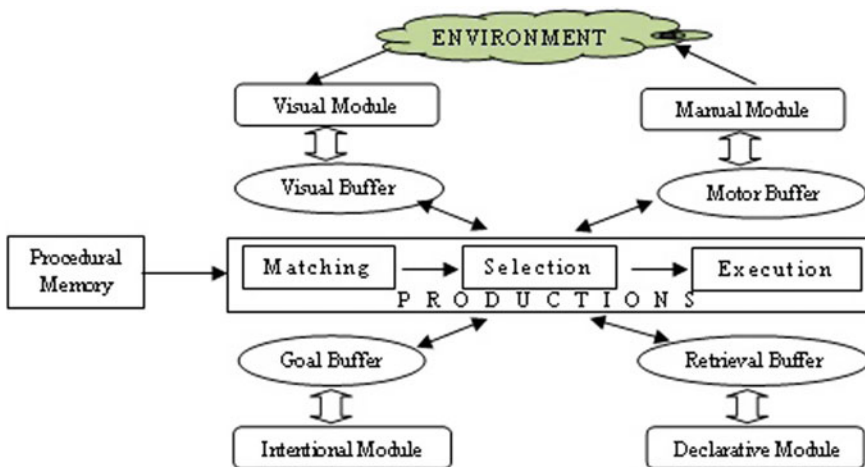 ENVIRONMENT
Visual Module
Manual Module
Visual Buffer
Motor Buffer
Procedural
Memory
Matching
Selection
Execution
PRODUCTIONS
Goal Buffer
Retrieval Buffer
Intentional Module
Declarative Module